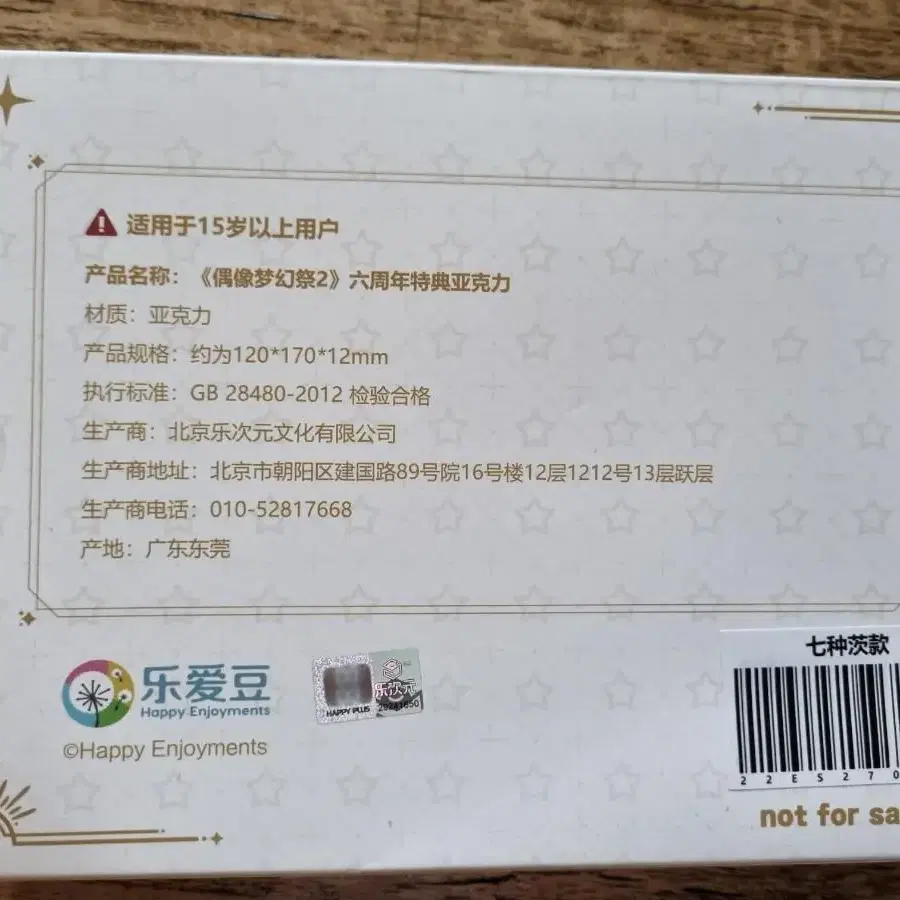 适用于15岁以上用户
产品名称：《偶像梦幻祭2》六周年特典亚克力
材质：亚克力
产品规格：约为120*170*12mm
执行标准：GB 28480-2012 检验合格
生产商：北京乐次元文化有限公司
生产商地址：北京市朝阳区建国路89号院16号楼12层1212号13层跃层
生产商电话：010-52817668
产地：广东东莞
乐爱豆
Happy Enjoyments
©Happy Enjoyments
乐次元
HAPPY PLUS
20241650
七种茨款
22ES270
not for sa